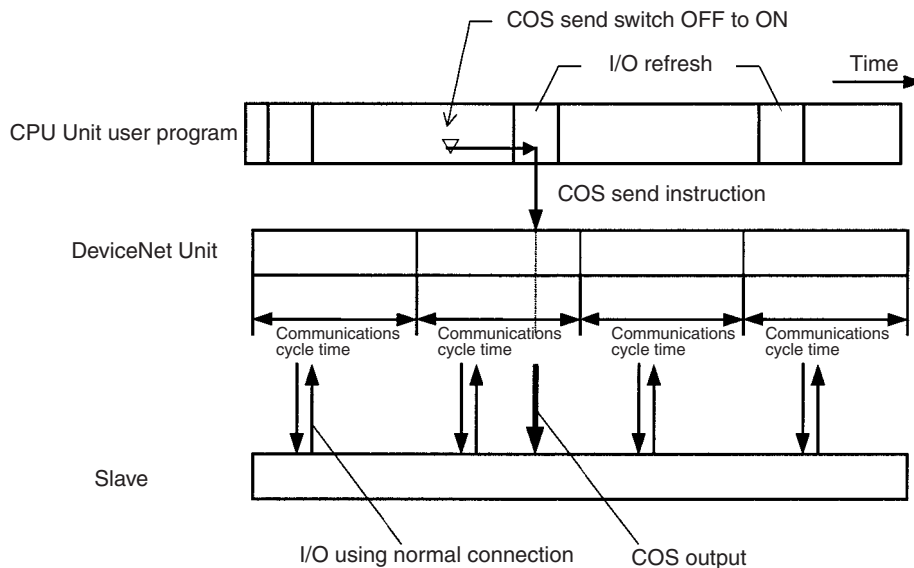 COS send switch OFF to ON
I/O refresh
Time
CPU Unit user program
COS send instruction
DeviceNet Unit
Communications
cycle time
Communications
cycle time
Communications
cycle time
Communications
cycle time
Slave
I/O using normal connection
COS output